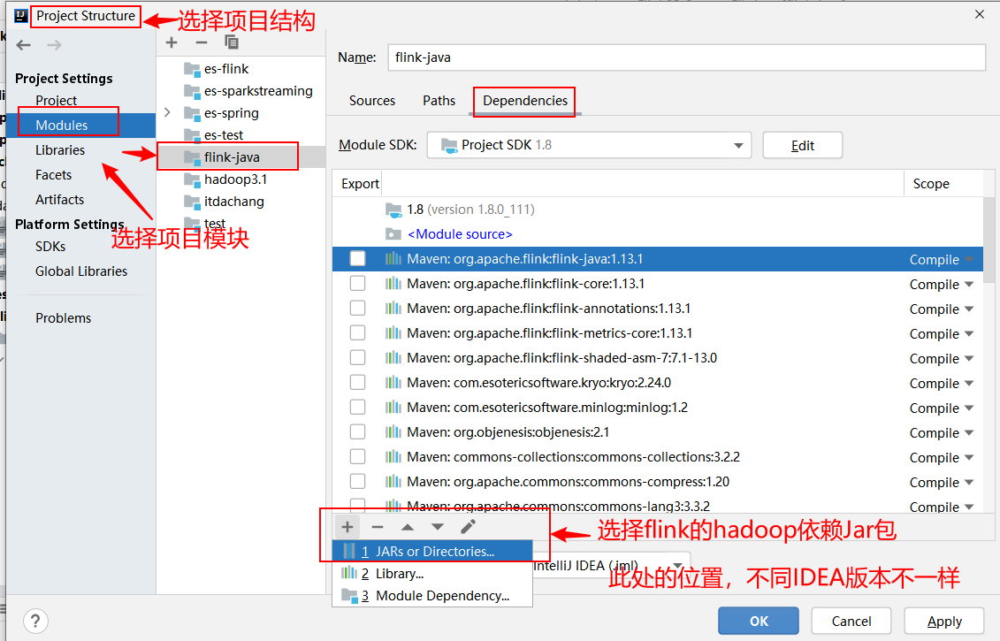 Project Structure
选择项目结构
Project Settings
Project
Modules
Libraries
Facets
Artifacts
Platform Settings
SDKs
Global Libraries
Problems
选择项目模块
es-flink
es-sparkstreaming
es-spring
es-test
flink-java
hadoop3.1
itdachang
test
Name: flink-java
Sources Paths Dependencies
Module SDK: Project SDK 1.8 Edit
Export Scope
1.8 (version 1.8.0_111)
<Module source>
Maven: org.apache.flink:flink-java:1.13.1 Compile
Maven: org.apache.flink:flink-core:1.13.1 Compile
Maven: org.apache.flink:flink-annotations:1.13.1 Compile
Maven: org.apache.flink:flink-metrics-core:1.13.1 Compile
Maven: org.apache.flink:flink-shaded-asm-7:7.1-13.0 Compile
Maven: com.esotericsoftware.kryo:kryo:2.24.0 Compile
Maven: com.esotericsoftware.minlog:minlog:1.2 Compile
Maven: org.objenesis:objenesis:2.1 Compile
Maven: commons-collections:commons-collections:3.2.2 Compile
Maven: org.apache.commons:commons-compress:1.20 Compile
Maven: org.apache.commons:commons-lang3:3.3.2 Compile
选择flink的hadoop依赖Jar包
1 JARs or Directories...
2 Library...
3 Module Dependency...
IntelliJ IDEA (.iml)
此处的位置，不同IDEA版本不一样
?
OK Cancel Apply